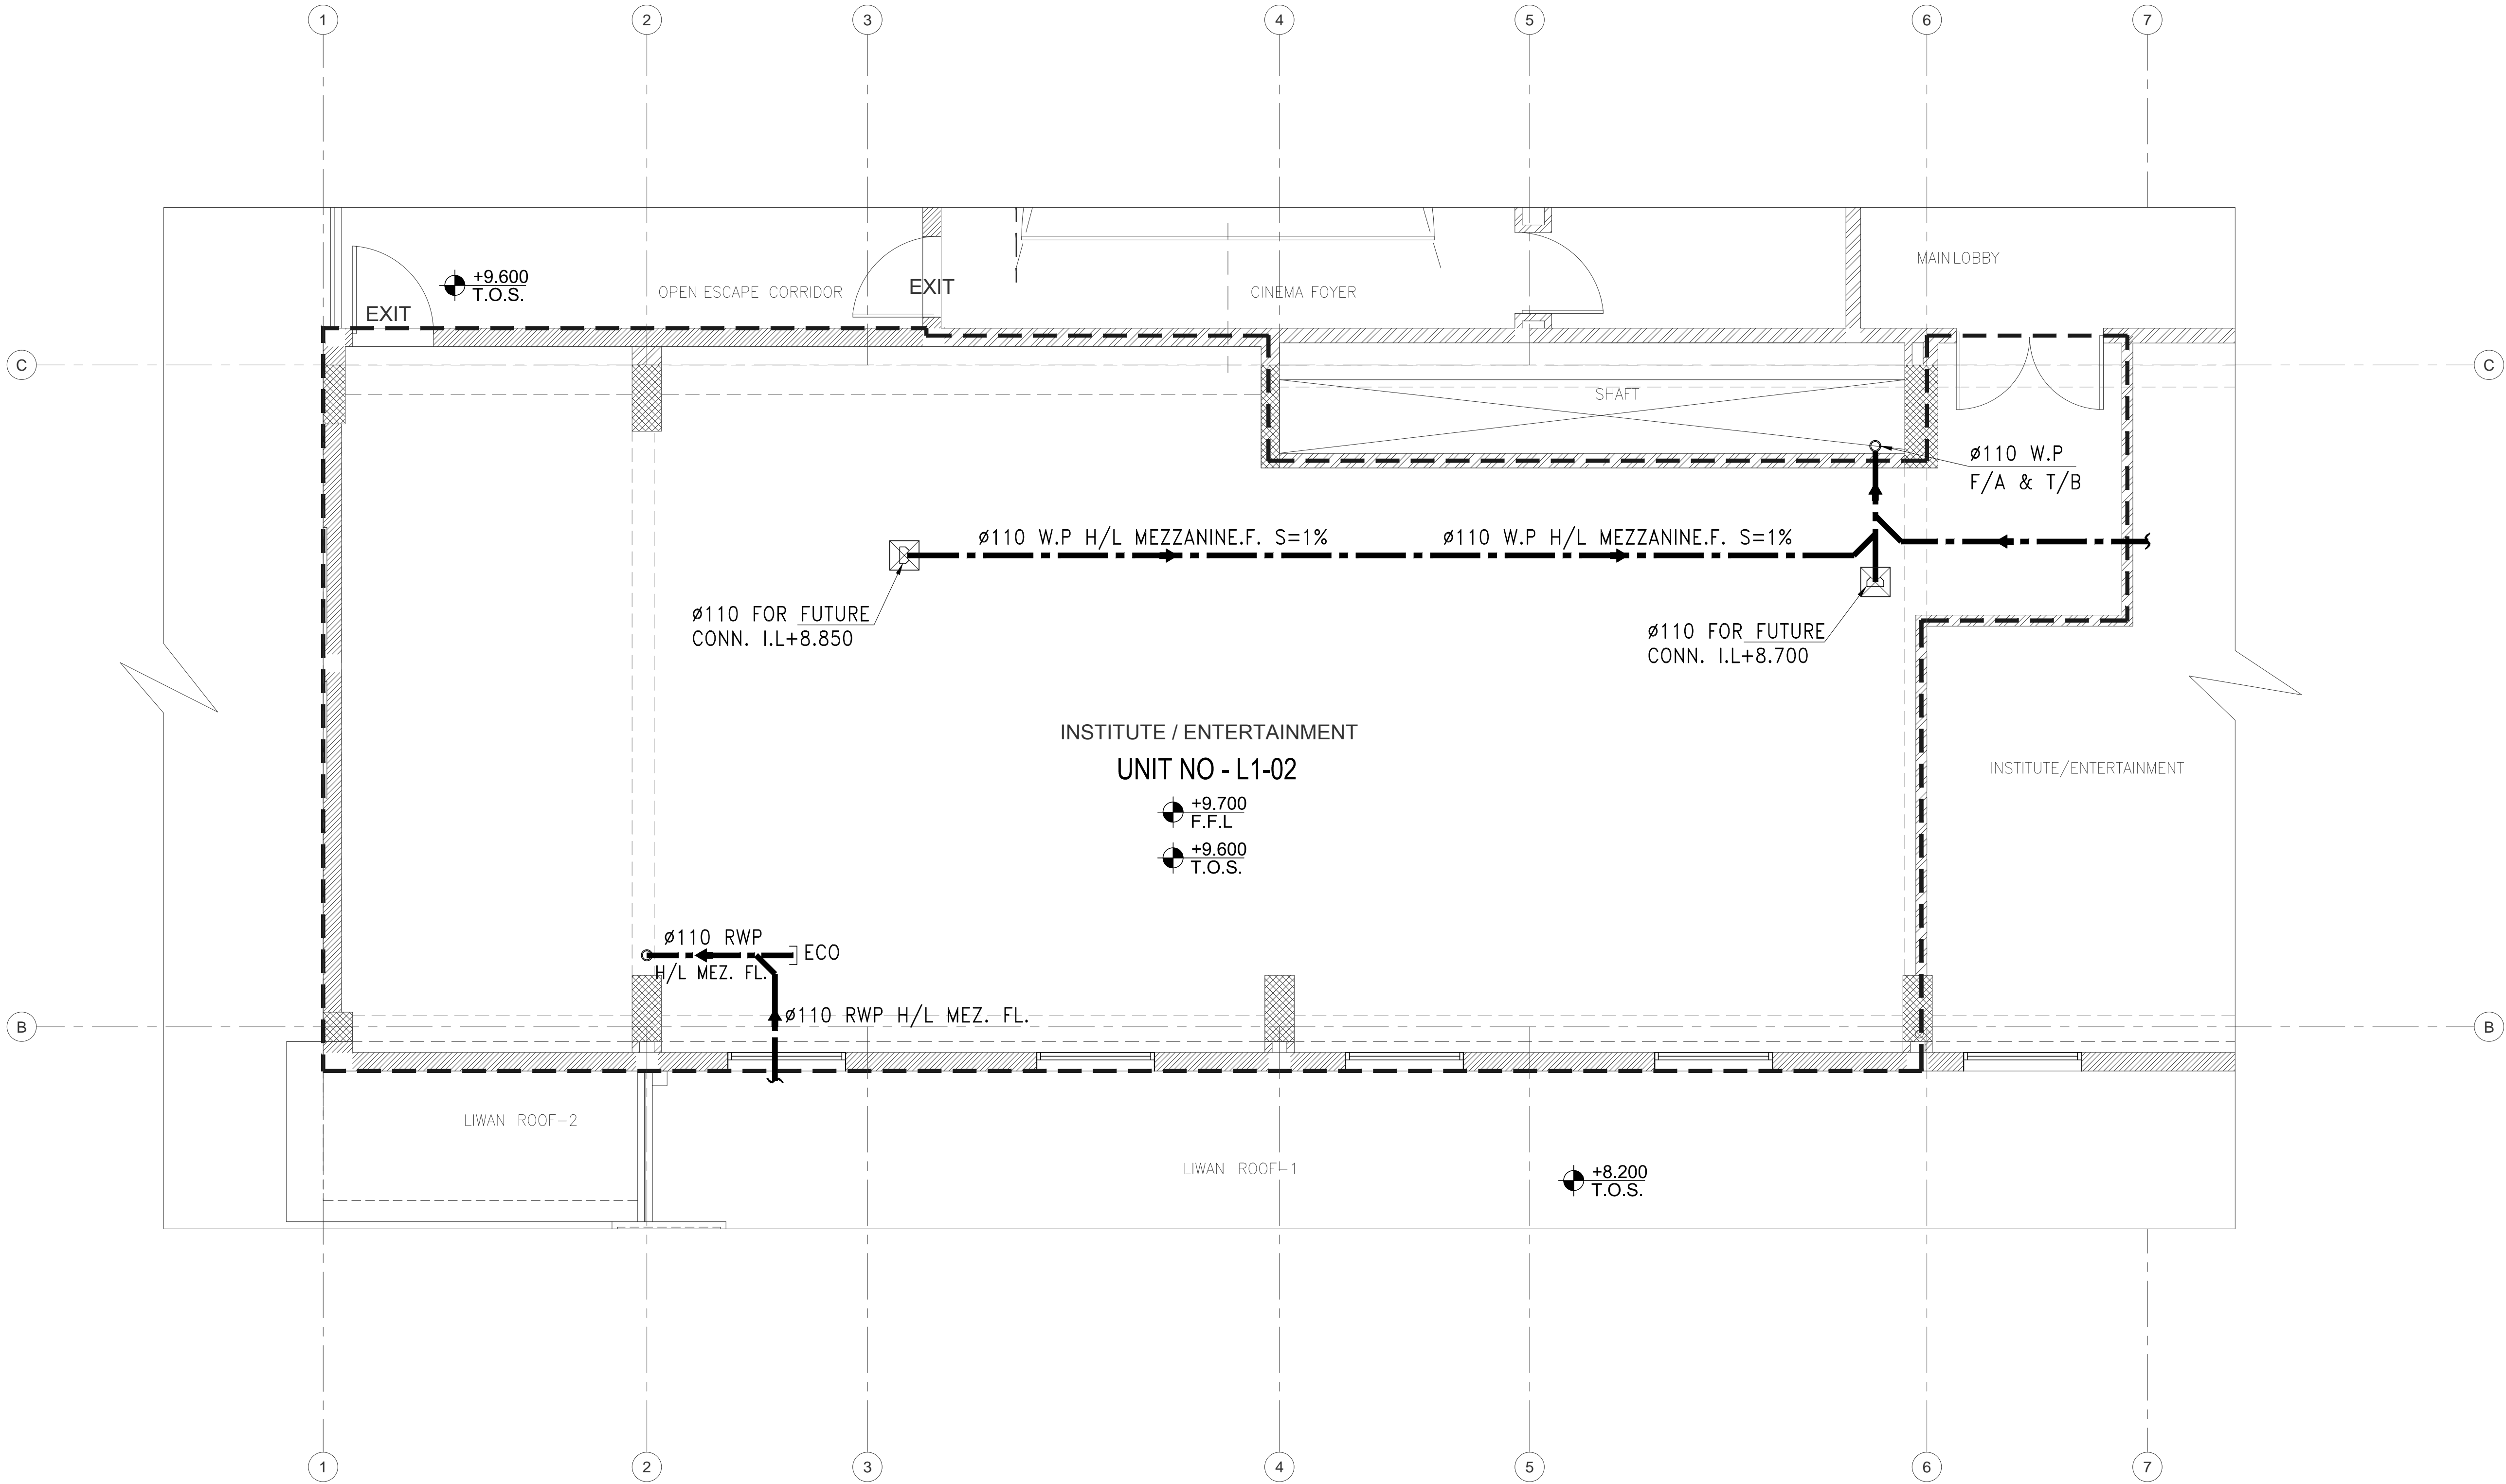 1 2 3 4 5 6 7
MAIN LOBBY
+9.600
T.O.S.
OPEN ESCAPE CORRIDOR
EXIT
CINEMA FOYER
EXIT
C C
SHAFT
ø110 W.P
F/A & T/B
ø110 W.P H/L MEZZANINE.F. S=1%
ø110 W.P H/L MEZZANINE.F. S=1%
ø110 FOR FUTURE
CONN. I.L+8.850
ø110 FOR FUTURE
CONN. I.L+8.700
INSTITUTE / ENTERTAINMENT
UNIT NO - L1-02
INSTITUTE/ENTERTAINMENT
+9.700
F.F.L
+9.600
T.O.S.
ø110 RWP
ECO
H/L MEZ. FL.
ø110 RWP H/L MEZ. FL.
B B
LIWAN ROOF-2
LIWAN ROOF-1
+8.200
T.O.S.
1 2 3 4 5 6 7